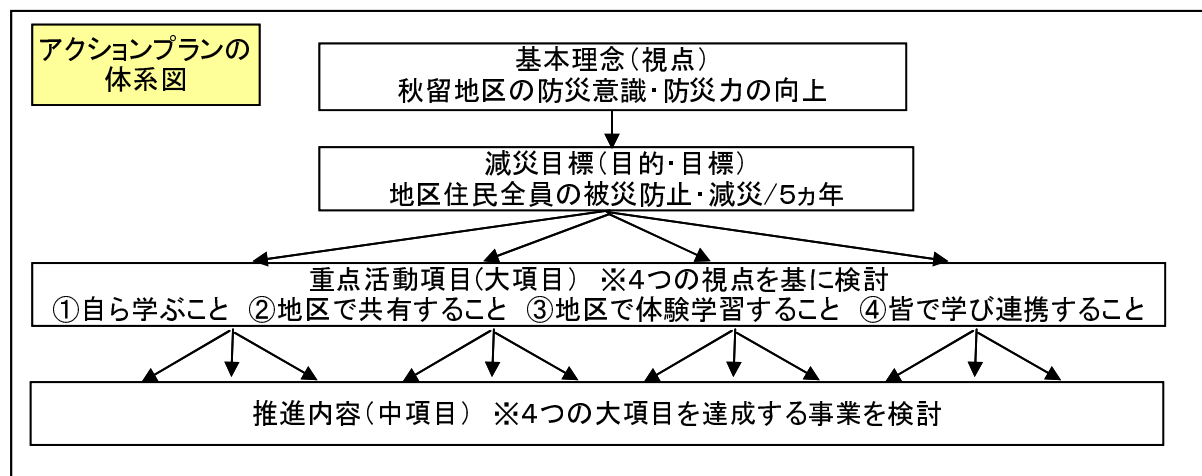 アクションプランの
体系図
基本理念(視点)
秋留地区の防災意識・防災力の向上
減災目標(目的・目標)
地区住民全員の被災防止・減災/5ヵ年
重点活動項目(大項目) ※4つの視点を基に検討
①自ら学ぶこと ②地区で共有すること ③地区で体験学習すること ④皆で学び連携すること
推進内容(中項目) ※4つの大項目を達成する事業を検討